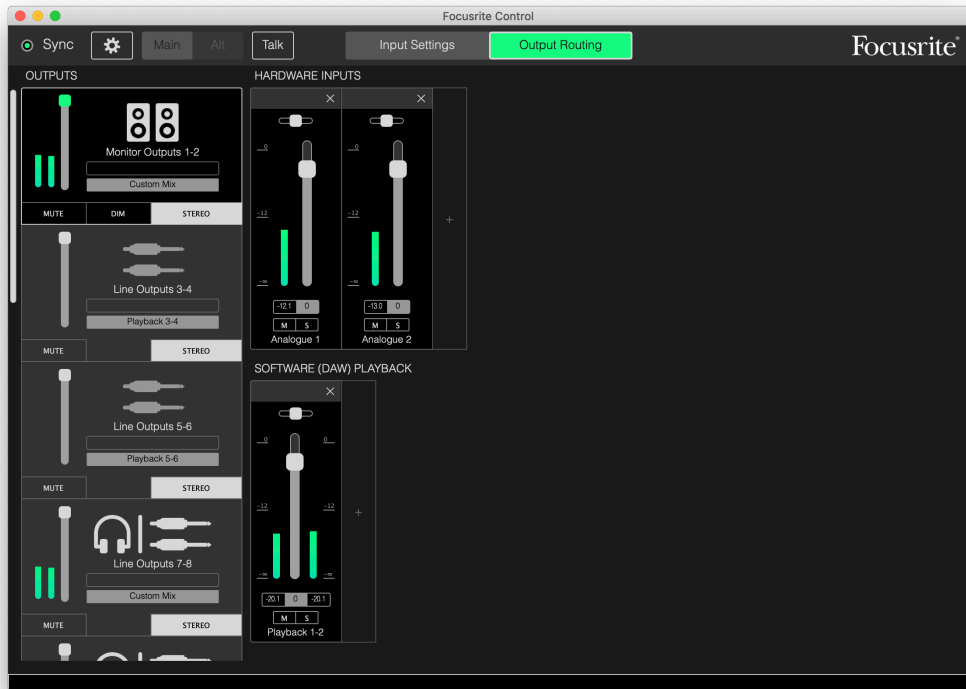 Focusrite Control
Sync
Main
Alt
Talk
Input Settings
Output Routing
Focusrite®
OUTPUTS
Monitor Outputs 1-2
Custom Mix
MUTE
DIM
STEREO
Line Outputs 3-4
Playback 3-4
MUTE
STEREO
Line Outputs 5-6
Playback 5-6
MUTE
STEREO
Line Outputs 7-8
Custom Mix
MUTE
STEREO
HARDWARE INPUTS
0
-12
-∞
-12.1 0
M S
Analogue 1
0
-12
-∞
-13.0 0
M S
Analogue 2
+
SOFTWARE (DAW) PLAYBACK
0 0
-12 -12
-∞ -∞
-20.1 0 -20.1
M S
Playback 1-2
+